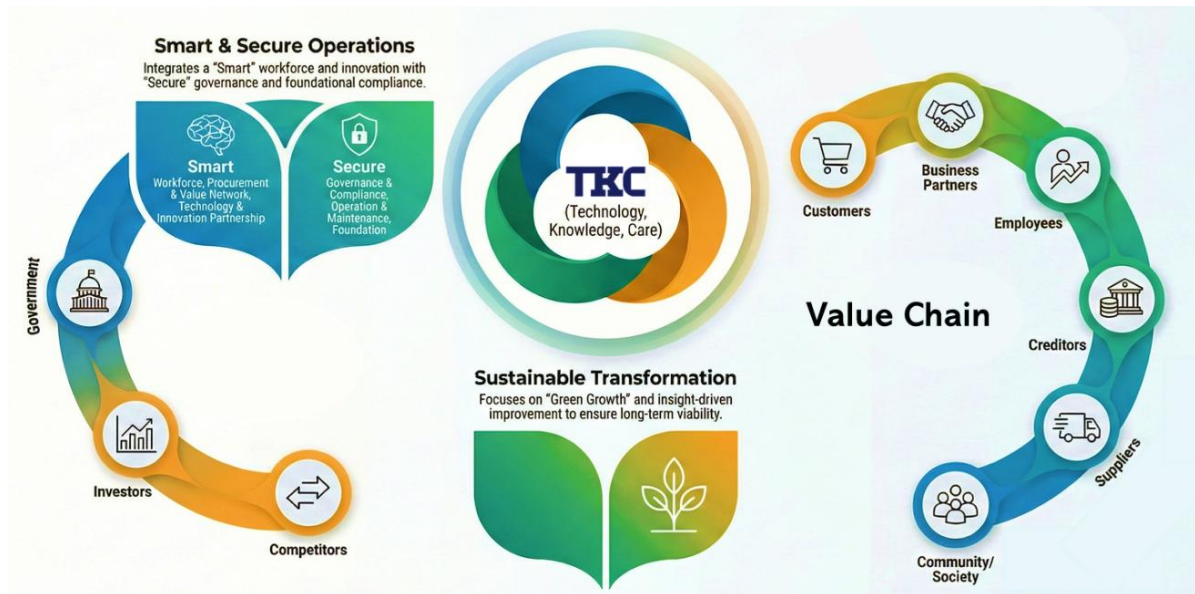 Smart & Secure Operations
Integrates a “Smart” workforce and innovation with
“Secure” governance and foundational compliance.
Smart
Workforce, Procurement
& Value Network,
Technology &
Innovation Partnership
Secure
Governance &
Compliance,
Operation &
Maintenance,
Foundation
Government
Investors
Competitors
TKC
(Technology,
Knowledge, Care)
Sustainable Transformation
Focuses on “Green Growth” and insight-driven
improvement to ensure long-term viability.
Value Chain
Customers
Business
Partners
Employees
Creditors
Suppliers
Community/
Society